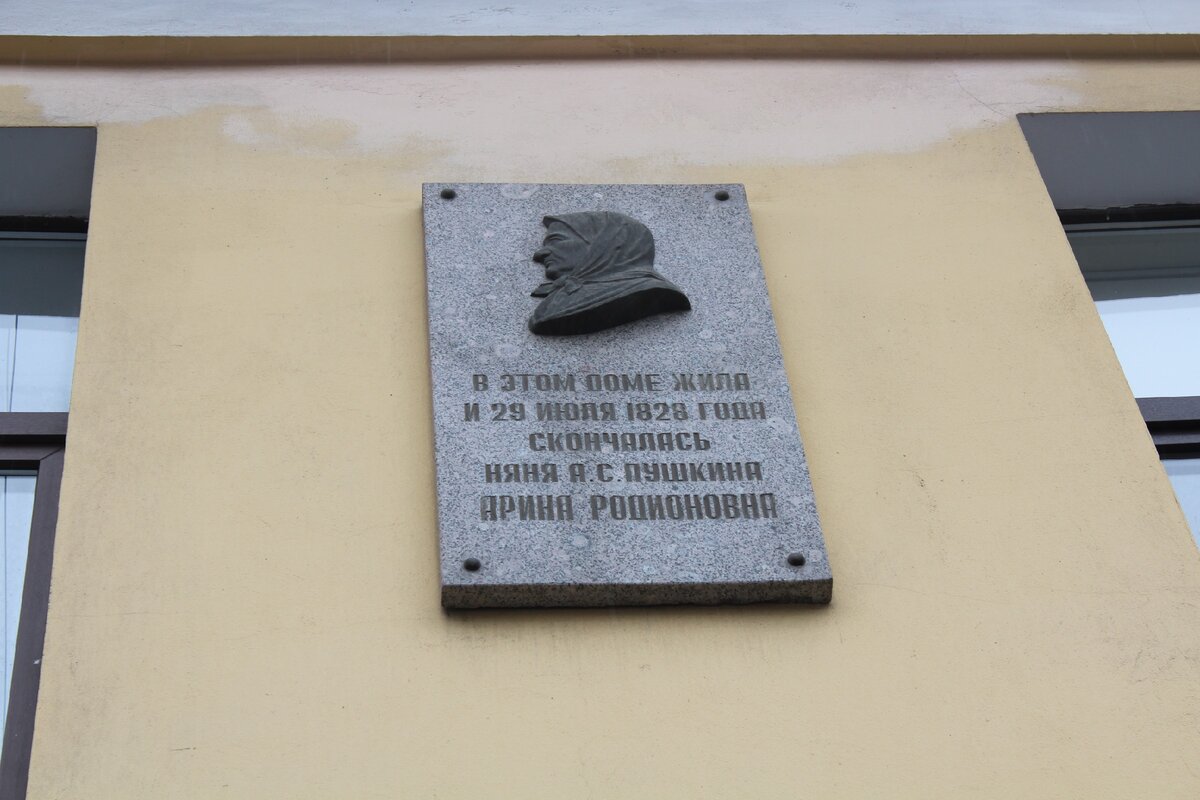 В ЭТОМ ДОМЕ ЖИЛА
И 29 ИЮЛЯ 1828 ГОДА
СКОНЧАЛАСЬ
НЯНЯ А.С.ПУШКИНА
АРИНА РОДИОНОВНА